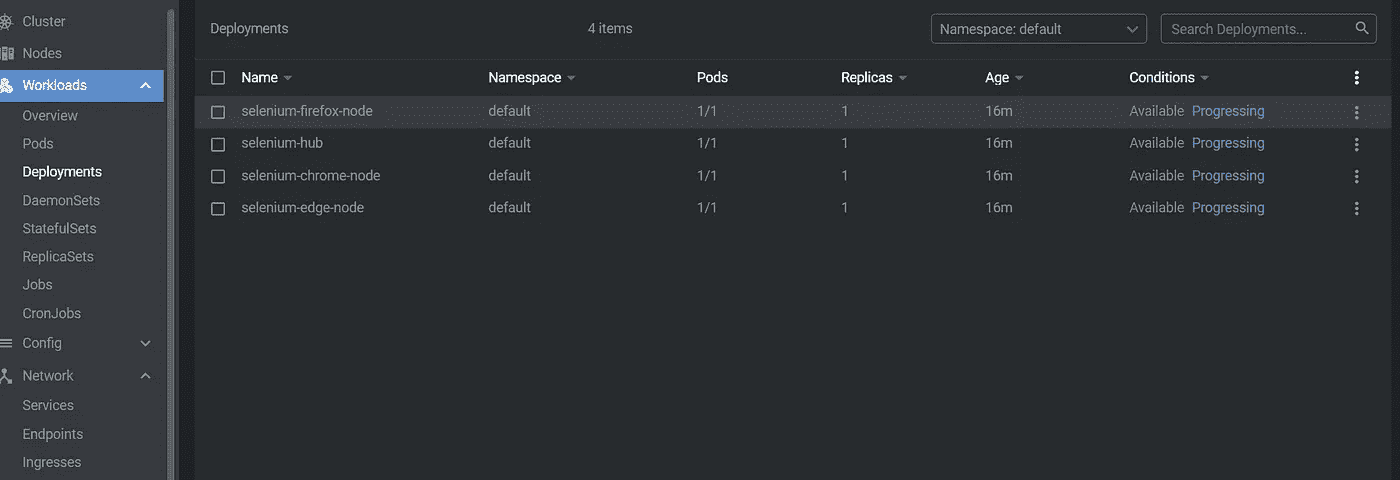 Cluster
Nodes
Workloads
Overview
Pods
Deployments
DaemonSets
StatefulSets
ReplicaSets
Jobs
CronJobs
Config
Network
Services
Endpoints
Ingresses
Deployments 4 items Namespace: default Search Deployments...
Name Namespace Pods Replicas Age Conditions
selenium-firefox-node default 1/1 1 16m Available Progressing
selenium-hub default 1/1 1 16m Available Progressing
selenium-chrome-node default 1/1 1 16m Available Progressing
selenium-edge-node default 1/1 1 16m Available Progressing